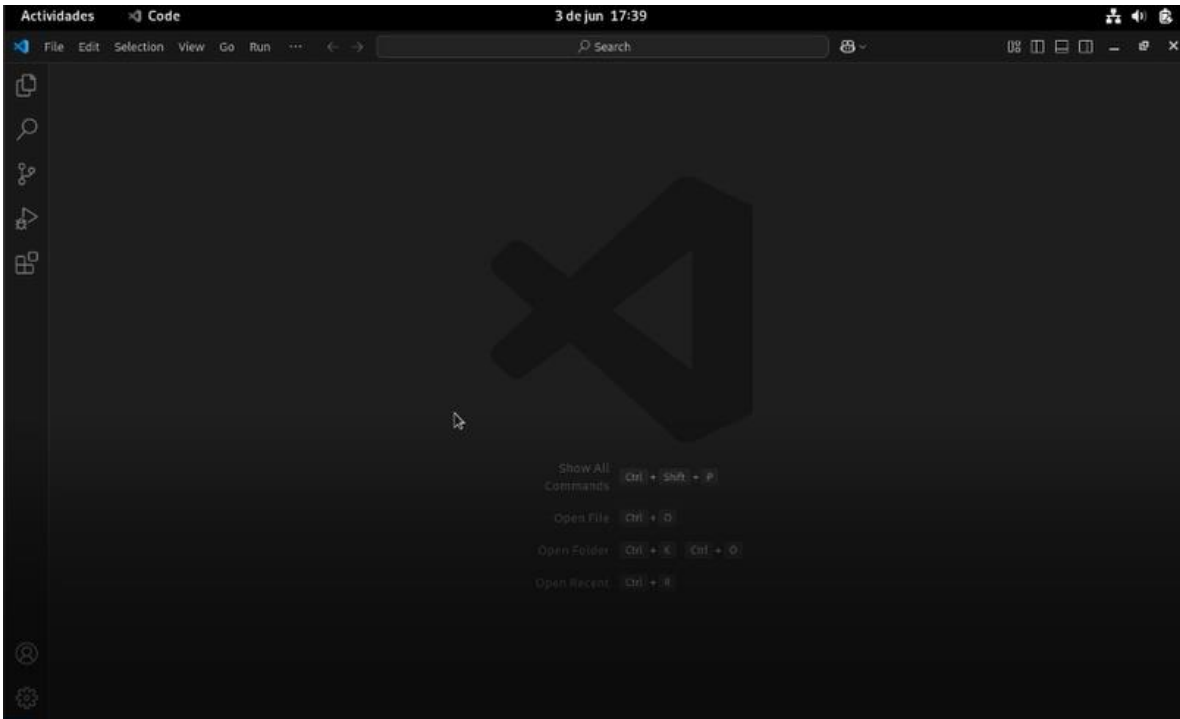 Actividades Code 3 de jun 17:39
File Edit Selection View Go Run ··· Search
Show All
Commands Ctrl + Shift + P
Open File Ctrl + O
Open Folder Ctrl + K Ctrl + O
Open Recent Ctrl + R